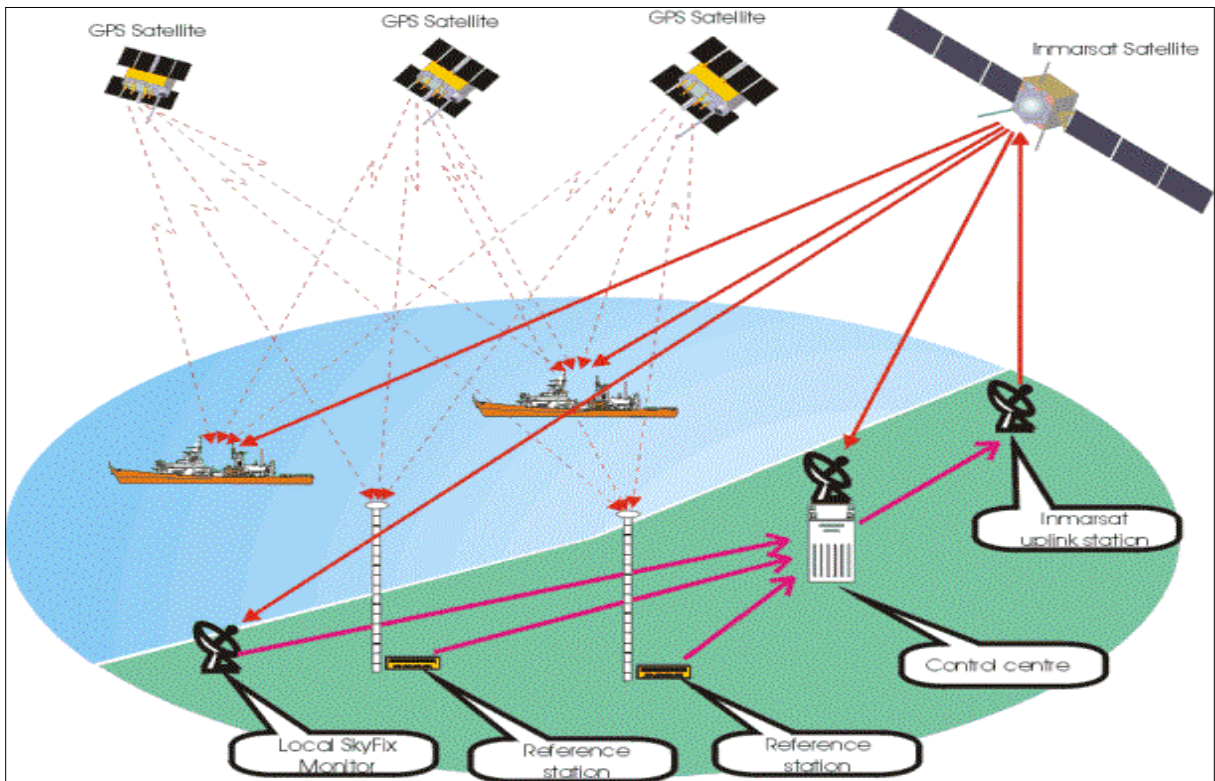 GPS Satellite
GPS Satellite
GPS Satellite
Inmarsat Satellite
Inmarsat
uplink station
Control centre
Local SkyFix
Monitor
Reference
station
Reference
station